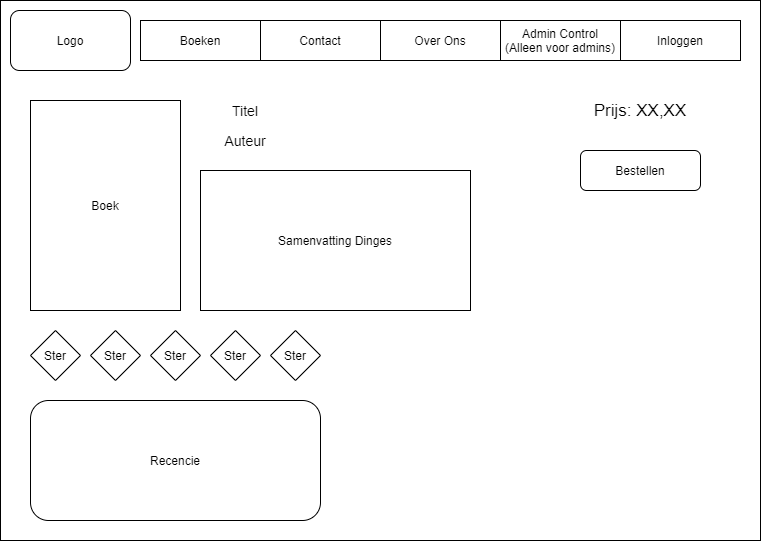 Logo
Boeken
Contact
Over Ons
Admin Control
(Alleen voor admins)
Inloggen
Boek
Titel
Auteur
Samenvatting Dinges
Prijs: XX,XX
Bestellen
Ster
Ster
Ster
Ster
Ster
Recencie